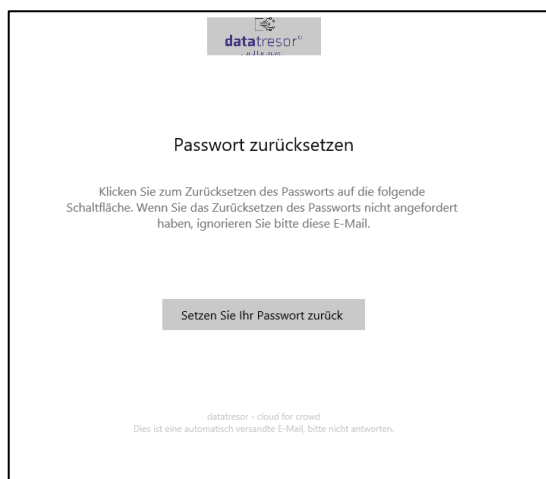 datatresor®
Passwort zurücksetzen
Klicken Sie zum Zurücksetzen des Passworts auf die folgende
Schaltfläche. Wenn Sie das Zurücksetzen des Passworts nicht angefordert
haben, ignorieren Sie bitte diese E-Mail.
Setzen Sie Ihr Passwort zurück
datatresor - cloud for crowd
Dies ist eine automatisch versandte E-Mail, bitte nicht antworten.